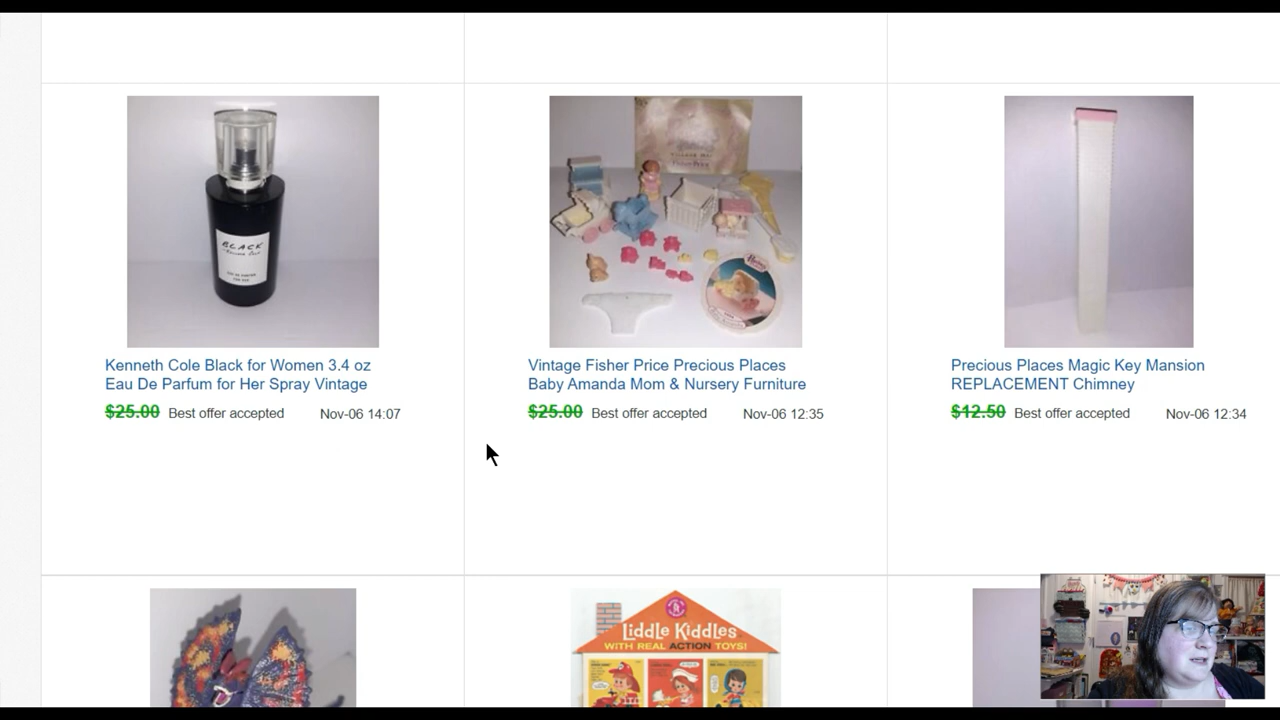 BLACK
Kenneth Cole Black for Women 3.4 oz
Eau De Parfum for Her Spray Vintage
$25.00 Best offer accepted Nov-06 14:07
Vintage Fisher Price Precious Places
Baby Amanda Mom & Nursery Furniture
$25.00 Best offer accepted Nov-06 12:35
Precious Places Magic Key Mansion
REPLACEMENT Chimney
$12.50 Best offer accepted Nov-06 12:34
R
LiDDLE KiDDLES
WITH REAL ACTION TOYS!